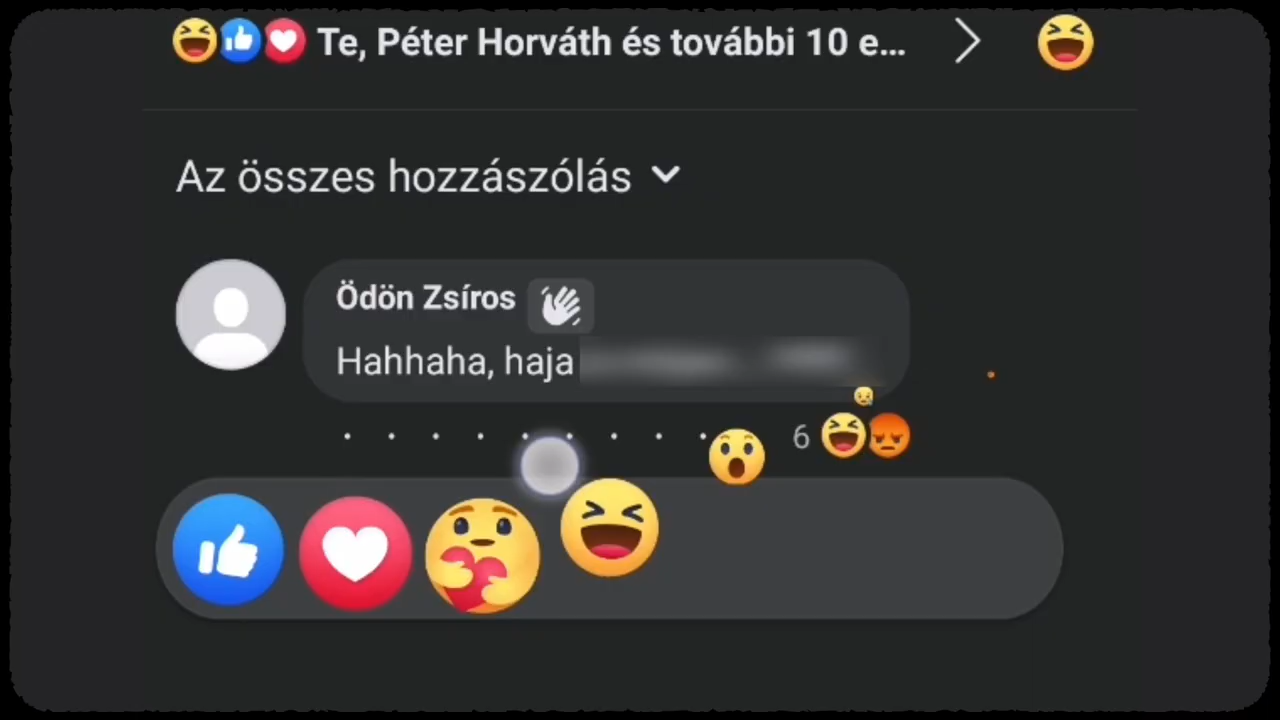 Te, Péter Horváth és további 10 e...
Az összes hozzászólás
Ödön Zsíros
Hahhaha, haja
6